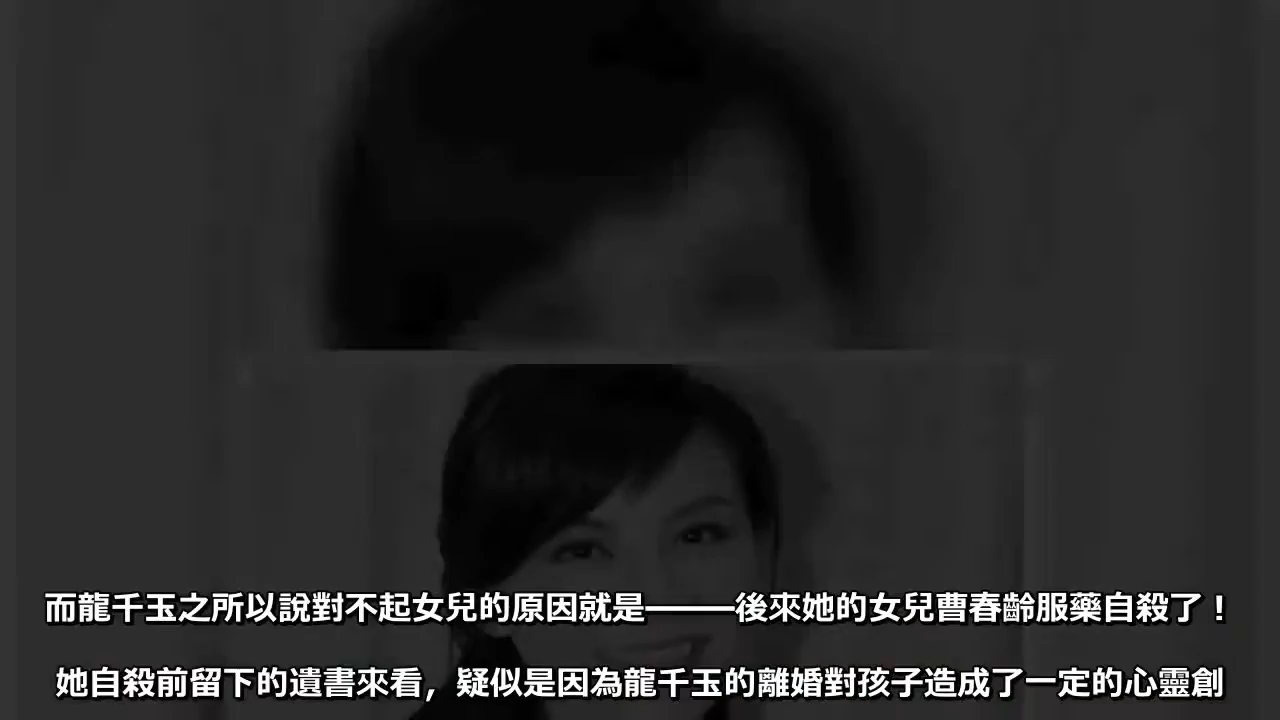 而龍千玉之所以說對不起女兒的原因就是———後來她的女兒曹春齡服藥自殺了！
她自殺前留下的遺書來看，疑似是因為龍千玉的離婚對孩子造成了一定的心靈創